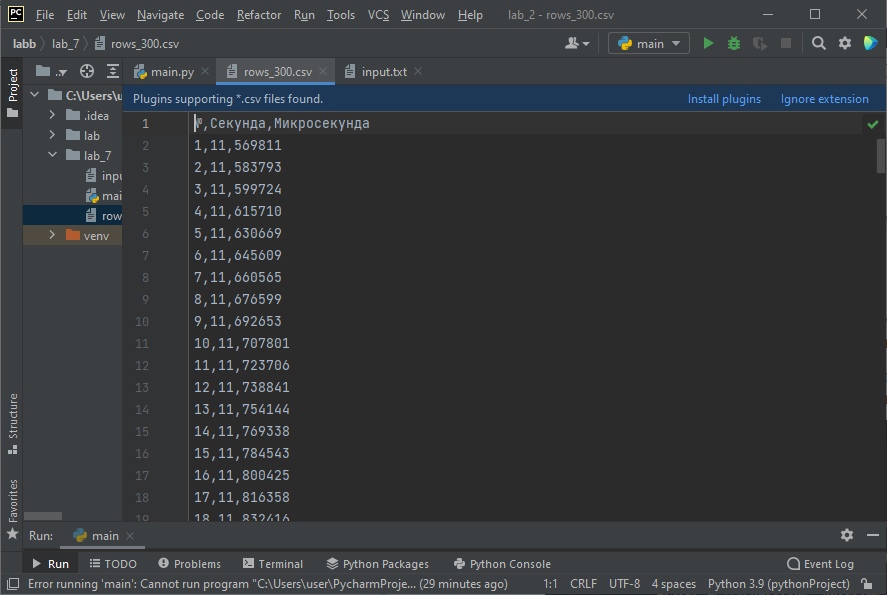 PC File Edit View Navigate Code Refactor Run Tools VCS Window Help lab_2 - rows_300.csv
labb lab_7 rows_300.csv main
Project .. main.py rows_300.csv input.txt
Plugins supporting *.csv files found. Install plugins Ignore extension
C:\Users\u
.idea
lab
lab_7
inpu
mai
row
venv
1 №,Секунда,Микросекунда
2 1,11,569811
3 2,11,583793
4 3,11,599724
5 4,11,615710
6 5,11,630669
7 6,11,645609
8 7,11,660565
9 8,11,676599
10 9,11,692653
11 10,11,707801
12 11,11,723706
13 12,11,738841
14 13,11,754144
15 14,11,769338
16 15,11,784543
17 16,11,800425
18 17,11,816358
19 18,11,832416
Structure
Favorites
Run: main
Run TODO Problems Terminal Python Packages Python Console Event Log
Error running 'main': Cannot run program "C:\Users\user\PycharmProje... (29 minutes ago) 1:1 CRLF UTF-8 4 spaces Python 3.9 (pythonProject)